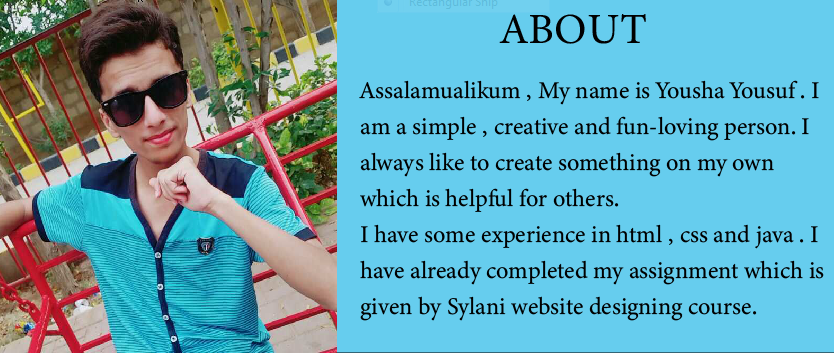 Rectangular Snip
ABOUT
Assalamualikum , My name is Yousha Yousuf . I
am a simple , creative and fun-loving person. I
always like to create something on my own
which is helpful for others.
I have some experience in html , css and java . I
have already completed my assignment which is
given by Sylani website designing course.